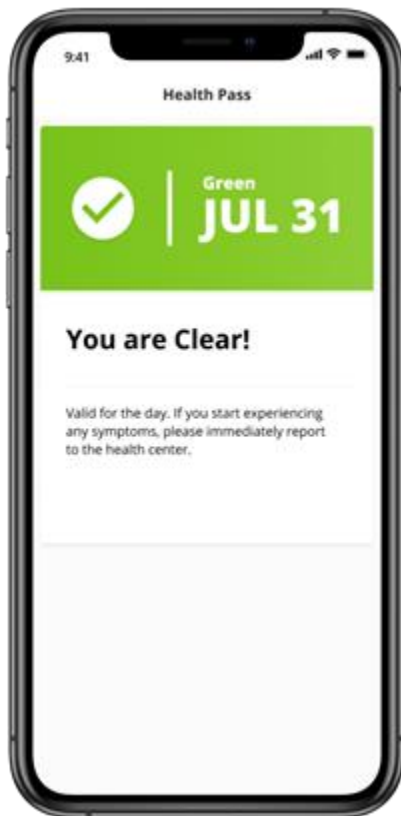 9:41
Health Pass
Green
JUL 31
You are Clear!
Valid for the day. If you start experiencing
any symptoms, please immediately report
to the health center.